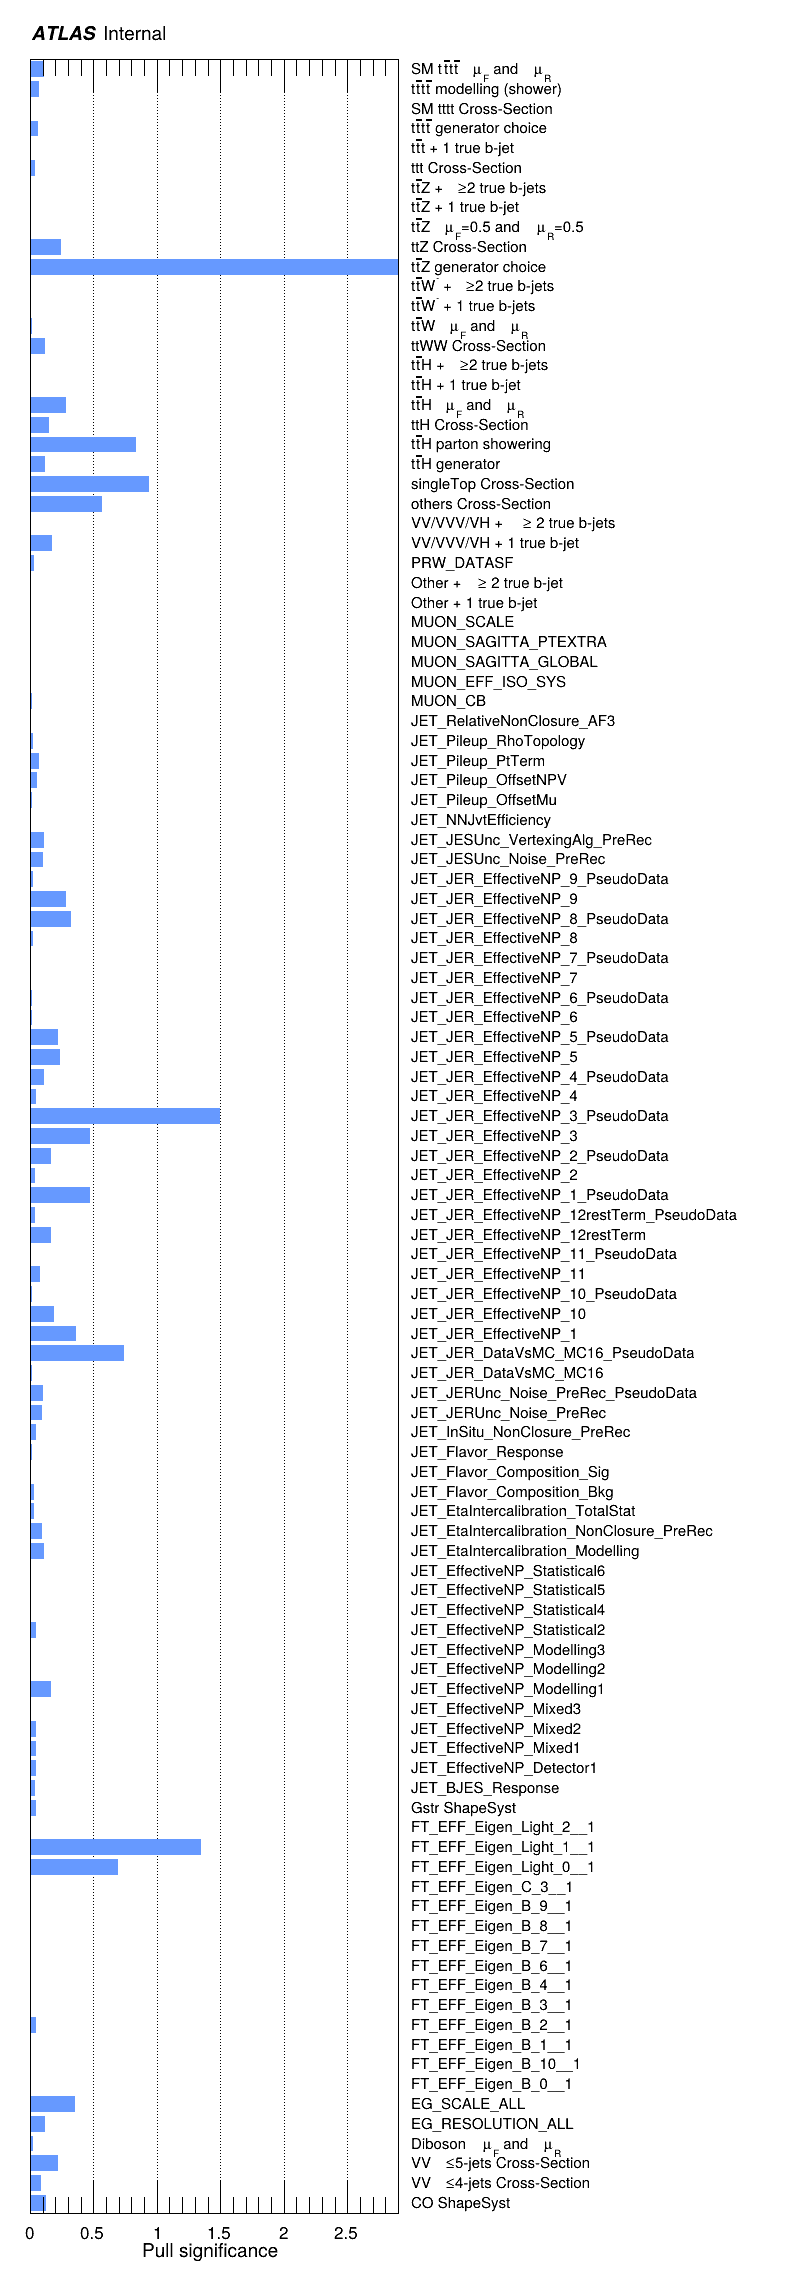 ATLAS Internal
SM tt̅t̅t̅ μF and μR
tt̅t̅t̅ modelling (shower)
SM tttt Cross-Section
tt̅t̅t̅ generator choice
tt̅t + 1 true b-jet
ttt Cross-Section
tt̅Z + ≥2 true b-jets
tt̅Z + 1 true b-jet
tt̅Z μF=0.5 and μR=0.5
ttZ Cross-Section
tt̅Z generator choice
tt̅W + ≥2 true b-jets
tt̅W + 1 true b-jets
tt̅W μF and μR
ttWW Cross-Section
tt̅H + ≥2 true b-jets
tt̅H + 1 true b-jet
tt̅H μF and μR
ttH Cross-Section
tt̅H parton showering
tt̅H generator
singleTop Cross-Section
others Cross-Section
VV/VVV/VH + ≥ 2 true b-jets
VV/VVV/VH + 1 true b-jet
PRW_DATASF
Other + ≥ 2 true b-jet
Other + 1 true b-jet
MUON_SCALE
MUON_SAGITTA_PTEXTRA
MUON_SAGITTA_GLOBAL
MUON_EFF_ISO_SYS
MUON_CB
JET_RelativeNonClosure_AF3
JET_Pileup_RhoTopology
JET_Pileup_PtTerm
JET_Pileup_OffsetNPV
JET_Pileup_OffsetMu
JET_NNJvtEfficiency
JET_JESUnc_VertexingAlg_PreRec
JET_JESUnc_Noise_PreRec
JET_JER_EffectiveNP_9_PseudoData
JET_JER_EffectiveNP_9
JET_JER_EffectiveNP_8_PseudoData
JET_JER_EffectiveNP_8
JET_JER_EffectiveNP_7_PseudoData
JET_JER_EffectiveNP_7
JET_JER_EffectiveNP_6_PseudoData
JET_JER_EffectiveNP_6
JET_JER_EffectiveNP_5_PseudoData
JET_JER_EffectiveNP_5
JET_JER_EffectiveNP_4_PseudoData
JET_JER_EffectiveNP_4
JET_JER_EffectiveNP_3_PseudoData
JET_JER_EffectiveNP_3
JET_JER_EffectiveNP_2_PseudoData
JET_JER_EffectiveNP_2
JET_JER_EffectiveNP_1_PseudoData
JET_JER_EffectiveNP_12restTerm_PseudoData
JET_JER_EffectiveNP_12restTerm
JET_JER_EffectiveNP_11_PseudoData
JET_JER_EffectiveNP_11
JET_JER_EffectiveNP_10_PseudoData
JET_JER_EffectiveNP_10
JET_JER_EffectiveNP_1
JET_JER_DataVsMC_MC16_PseudoData
JET_JER_DataVsMC_MC16
JET_JERUnc_Noise_PreRec_PseudoData
JET_JERUnc_Noise_PreRec
JET_InSitu_NonClosure_PreRec
JET_Flavor_Response
JET_Flavor_Composition_Sig
JET_Flavor_Composition_Bkg
JET_EtaIntercalibration_TotalStat
JET_EtaIntercalibration_NonClosure_PreRec
JET_EtaIntercalibration_Modelling
JET_EffectiveNP_Statistical6
JET_EffectiveNP_Statistical5
JET_EffectiveNP_Statistical4
JET_EffectiveNP_Statistical2
JET_EffectiveNP_Modelling3
JET_EffectiveNP_Modelling2
JET_EffectiveNP_Modelling1
JET_EffectiveNP_Mixed3
JET_EffectiveNP_Mixed2
JET_EffectiveNP_Mixed1
JET_EffectiveNP_Detector1
JET_BJES_Response
Gstr ShapeSyst
FT_EFF_Eigen_Light_2__1
FT_EFF_Eigen_Light_1__1
FT_EFF_Eigen_Light_0__1
FT_EFF_Eigen_C_3__1
FT_EFF_Eigen_B_9__1
FT_EFF_Eigen_B_8__1
FT_EFF_Eigen_B_7__1
FT_EFF_Eigen_B_6__1
FT_EFF_Eigen_B_4__1
FT_EFF_Eigen_B_3__1
FT_EFF_Eigen_B_2__1
FT_EFF_Eigen_B_1__1
FT_EFF_Eigen_B_10__1
FT_EFF_Eigen_B_0__1
EG_SCALE_ALL
EG_RESOLUTION_ALL
Diboson μF and μR
VV ≤5-jets Cross-Section
VV ≤4-jets Cross-Section
CO ShapeSyst
0 0.5 1 1.5 2 2.5
Pull significance